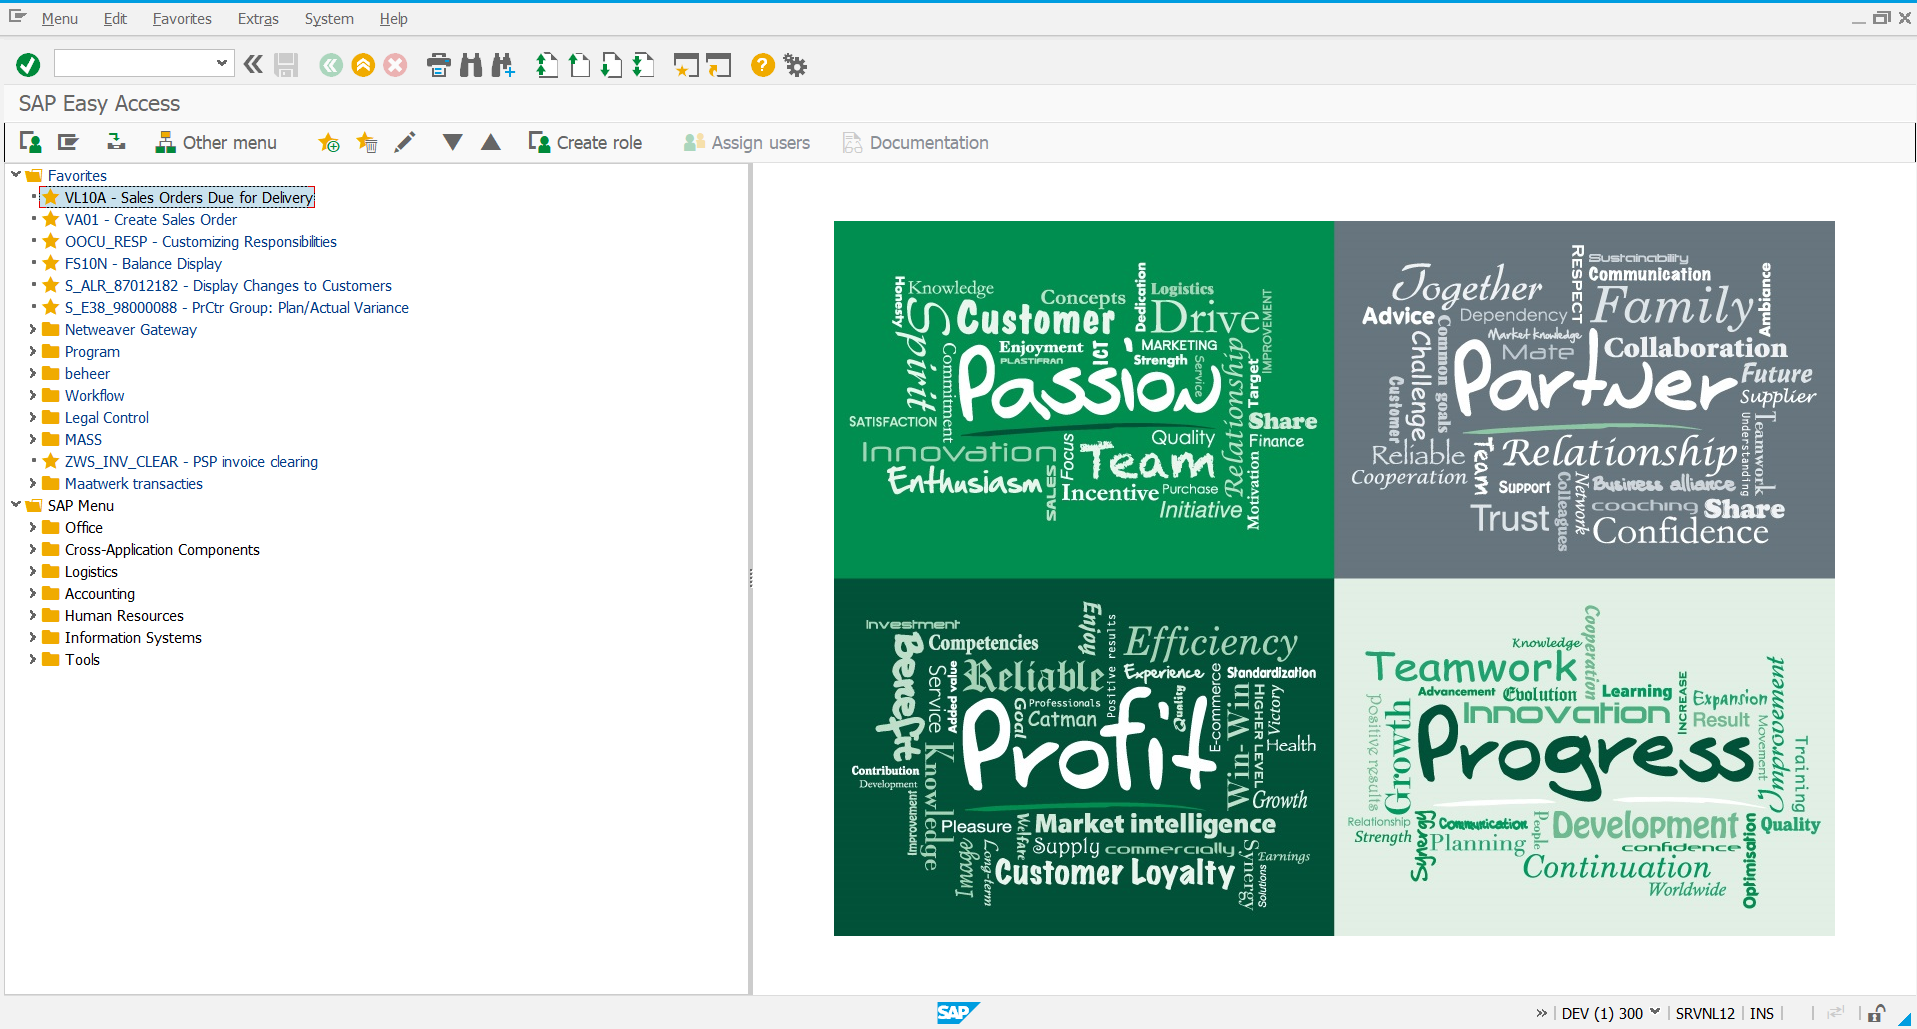 Menu Edit Favorites Extras System Help
SAP Easy Access
Other menu Create role Assign users Documentation
Favorites
VL10A - Sales Orders Due for Delivery
VA01 - Create Sales Order
OOCU_RESP - Customizing Responsibilities
FS10N - Balance Display
S_ALR_87012182 - Display Changes to Customers
S_E38_98000088 - PrCtr Group: Plan/Actual Variance
Netweaver Gateway
Program
beheer
Workflow
Legal Control
MASS
ZWS_INV_CLEAR - PSP invoice clearing
Maatwerk transacties
SAP Menu
Office
Cross-Application Components
Logistics
Accounting
Human Resources
Information Systems
Tools
Honesty
Knowledge
Spirit
Commitment
Concepts
Customer
Enjoyment
PLASTIFRAN
ICT
Dedication
Logistics
Drive
IMPROVEMENT
MARKETING
Strength
Service
Relationship
Target
Passion
SATISFACTION
Innovation
Enthusiasm
SALES
Focus
Team
Quality
Share
Finance
Incentive
Purchase
Initiative
Motivation
Together
RESPECT
Sustainability
Communication
Ambiance
Family
Advice
Dependency
Common goals
Challenge
Customer
Market knowledge
Mate
Collaboration
Partner
Future
Supplier
Reliable
Cooperation
Team
Relationship
Understanding
Teamwork
Support
Trust
Colleagues
Network
Business alliance
coaching
Share
Confidence
Investment
Benefit
Competencies
Enjoy
Positive results
Efficiency
Service
Added value
Reliable
Experience
Standardization
Goal
Professionals
Catman
Quality
E-commerce
Win-Win
HIGHER LEVEL
Victory
Health
Profit
Contribution
Development
Improvement
Knowledge
Growth
Pleasure
Image
Long-term
Welfare
Market intelligence
Supply
commercially
Customer Loyalty
Synergy
Solutions
Earnings
Knowledge
Cooperation
Teamwork
Advancement
Evolution
Learning
INCREASE
Expansion
Improvement
positive results
Growth
Innovation
Result
Movement
Training
Progress
Relationship
Strength
Synergy
Communication
Planning
People
Development
confidence
Optimisation
Quality
Continuation
Worldwide
SAP
DEV (1) 300 SRVNL12 INS